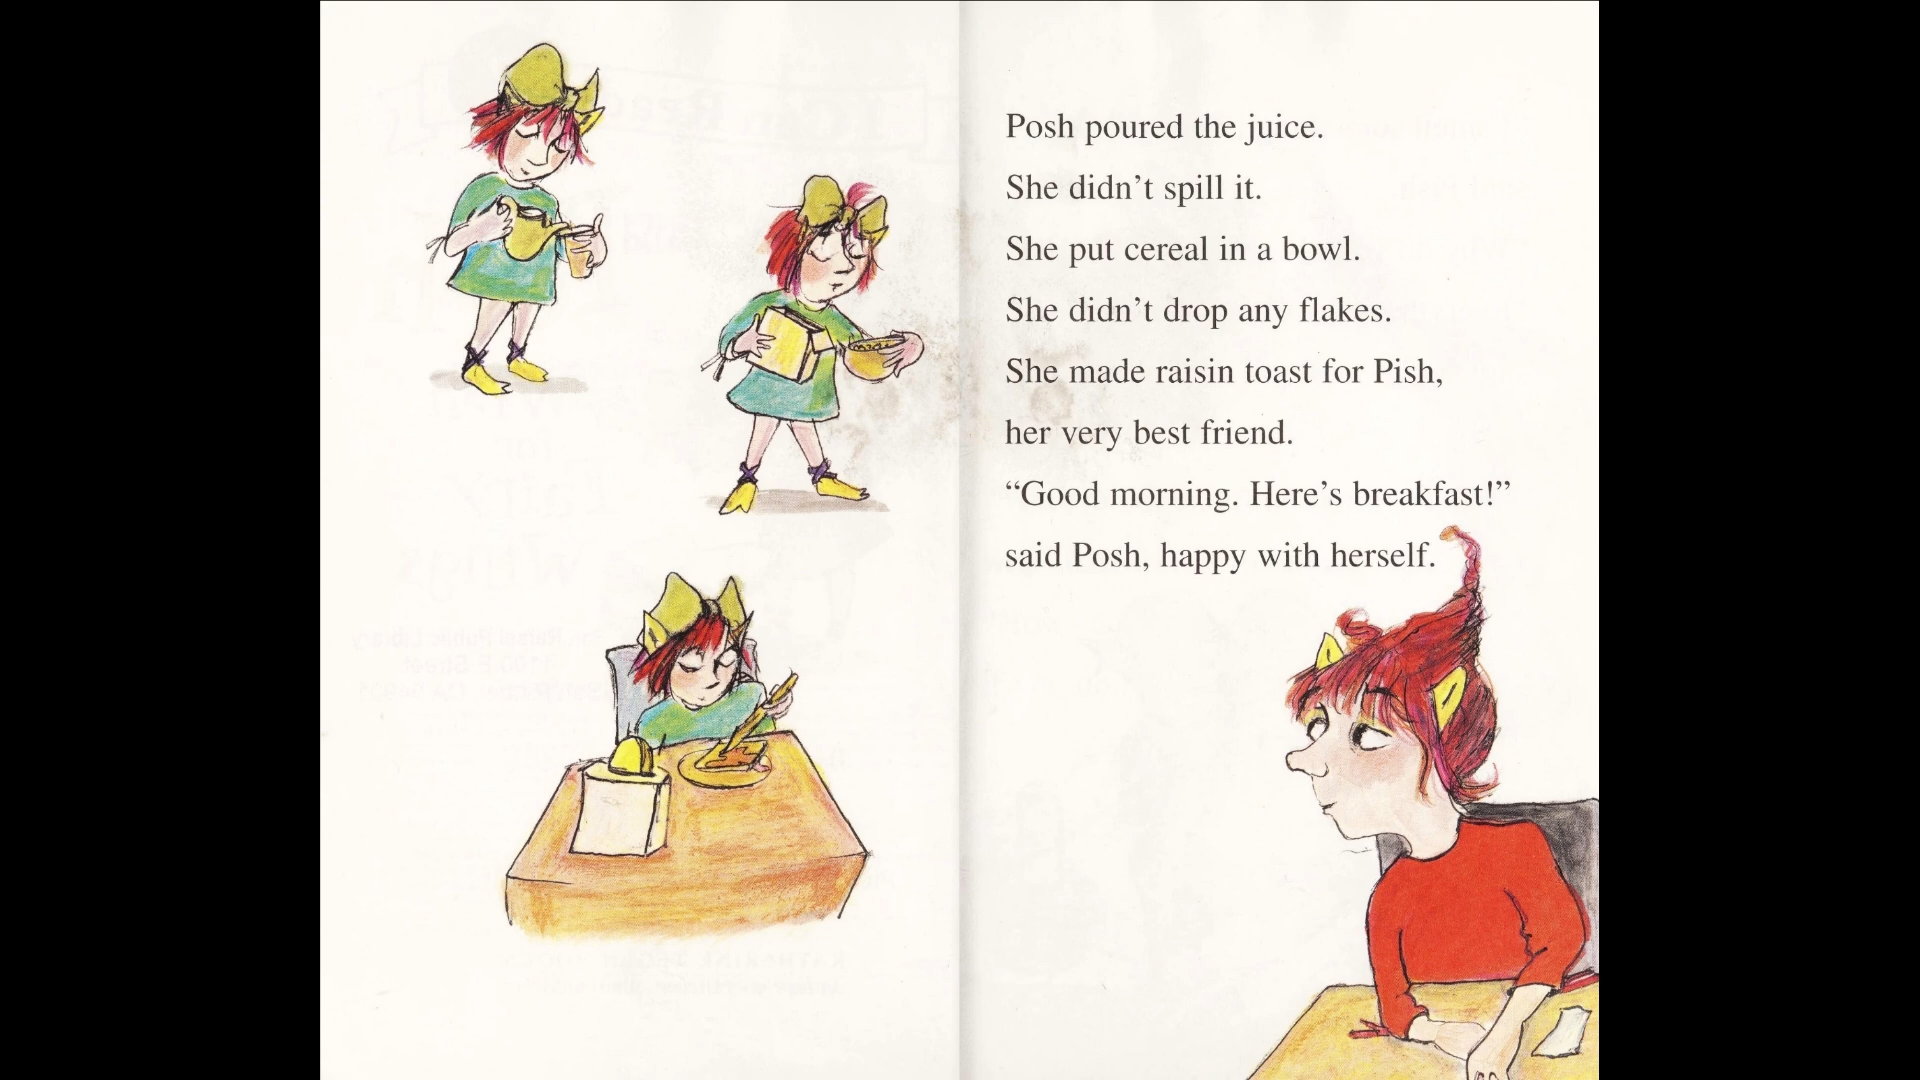 Posh poured the juice.
She didn’t spill it.
She put cereal in a bowl.
She didn’t drop any flakes.
She made raisin toast for Pish,
her very best friend.
“Good morning. Here’s breakfast!”
said Posh, happy with herself.